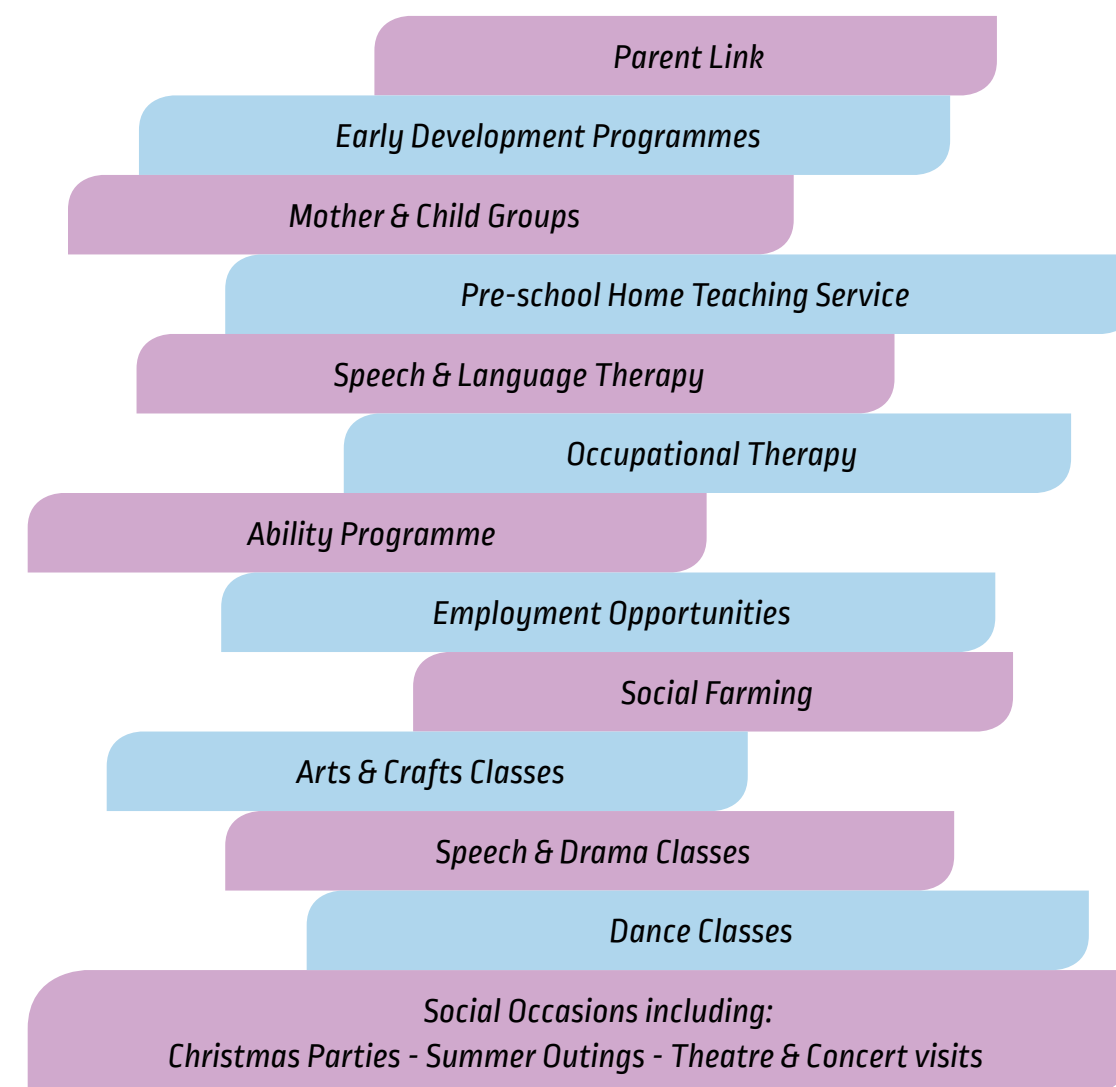 Parent Link
Early Development Programmes
Mother & Child Groups
Pre-school Home Teaching Service
Speech & Language Therapy
Occupational Therapy
Ability Programme
Employment Opportunities
Social Farming
Arts & Crafts Classes
Speech & Drama Classes
Dance Classes
Social Occasions including:
Christmas Parties - Summer Outings - Theatre & Concert visits